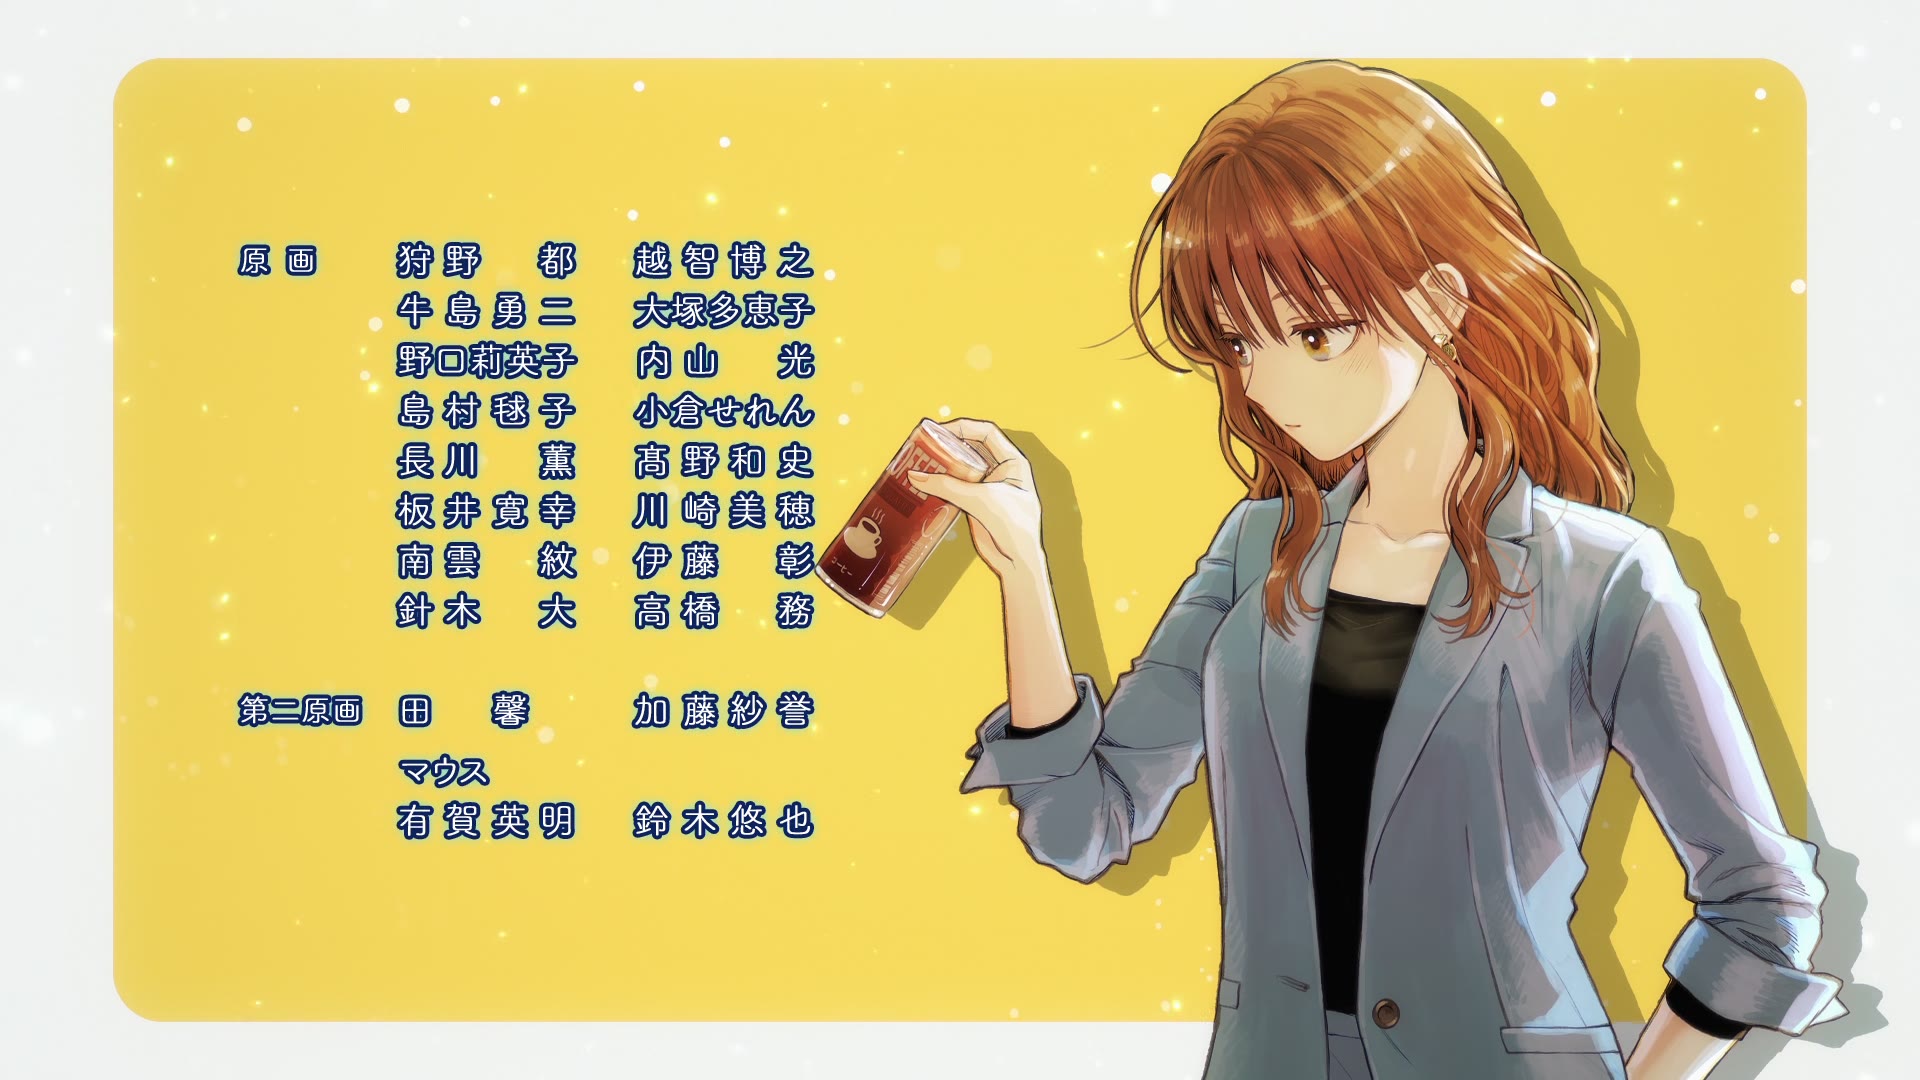 原画 狩野都 越智博之
牛島勇二 大塚多恵子
野口莉英子 内山光
島村毬子 小倉せれん
長川薫 髙野和史
板井寛幸 川崎美穂
南雲紋 伊藤彰
針木大 高橋務
第二原画 田馨 加藤紗誉
マウス
有賀英明 鈴木悠也
コーヒー